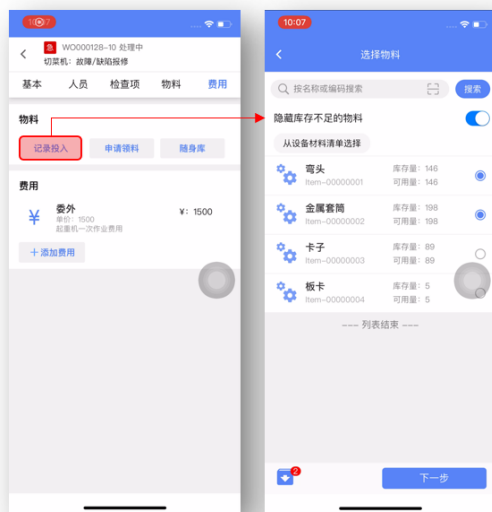 10:07
急 WO000128-10 处理中
切菜机: 故障/缺陷报修
基本 人员 检查项 物料 费用
物料
记录投入 申请领料 随身库
费用
委外
¥: 1500
单价: 1500
起重机一次作业费用
+添加费用
10:07
选择物料
按名称或编码搜索 搜索
隐藏库存不足的物料
从设备材料清单选择
弯头 库存量: 146
Item-00000001 可用量: 146
金属套筒 库存量: 198
Item-00000002 可用量: 198
卡子 库存量: 89
Item-00000003 可用量: 89
板卡 库存量: 5
Item-00000004 可用量: 5
--- 列表结束 ---
2
下一步